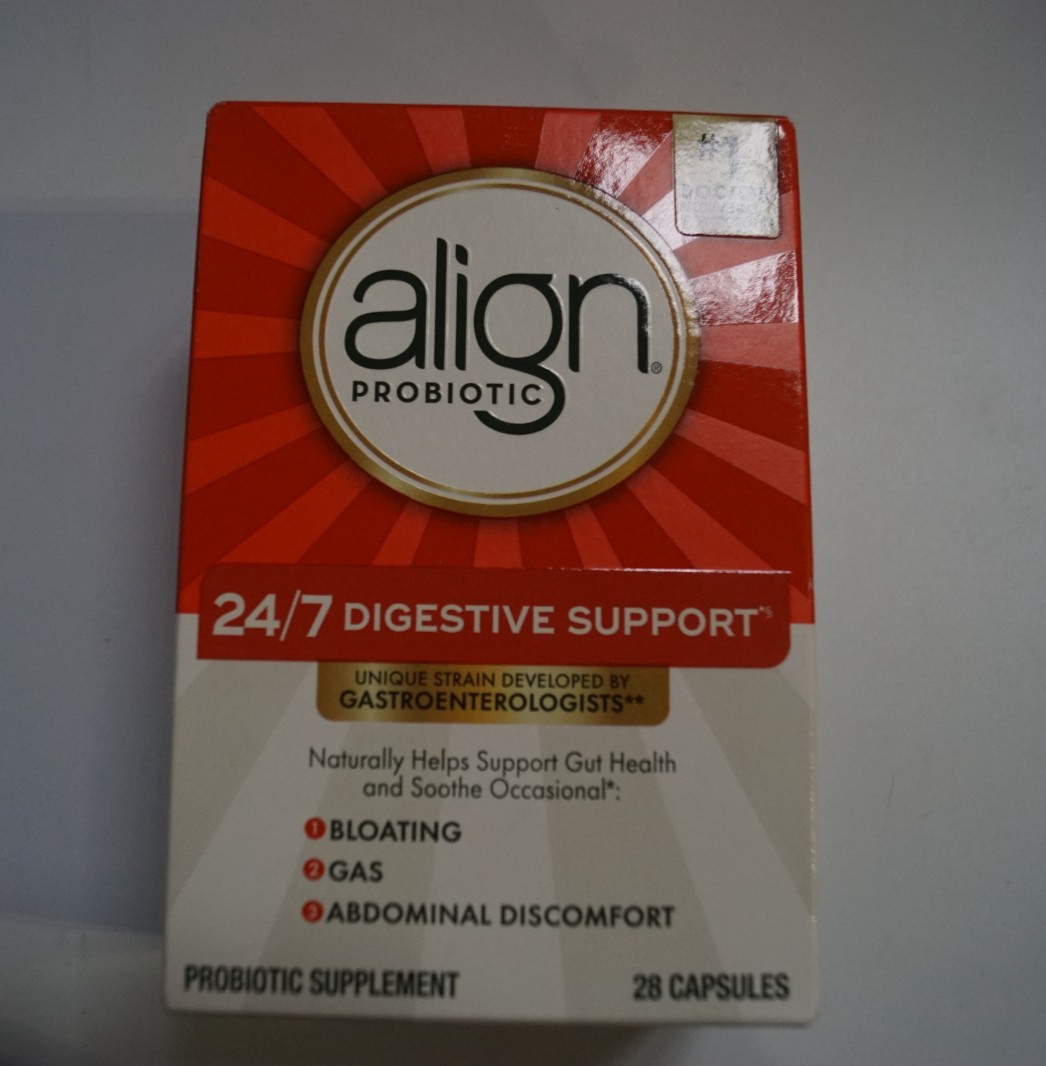 #1
align®
PROBIOTIC
24/7 DIGESTIVE SUPPORT*§
UNIQUE STRAIN DEVELOPED BY
GASTROENTEROLOGISTS**
Naturally Helps Support Gut Health
and Soothe Occasional*:
1 BLOATING
2 GAS
3 ABDOMINAL DISCOMFORT
PROBIOTIC SUPPLEMENT 28 CAPSULES